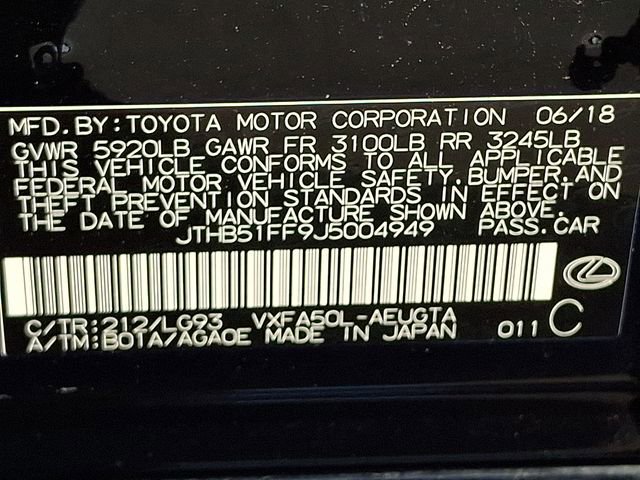 MFD. BY: TOYOTA MOTOR CORPORATION 06/18
GVWR 5920LB GAWR FR 3100LB RR 3245LB
THIS VEHICLE CONFORMS TO ALL APPLICABLE
FEDERAL MOTOR VEHICLE SAFETY, BUMPER, AND
THEFT PREVENTION STANDARDS IN EFFECT ON
THE DATE OF MANUFACTURE SHOWN ABOVE.
JTHB51FF9J5004949 PASS. CAR
C/TR: 212/LG93 VXFA50L-AEUGTA
A/TM: B01A/AGA0E MADE IN JAPAN 011 C